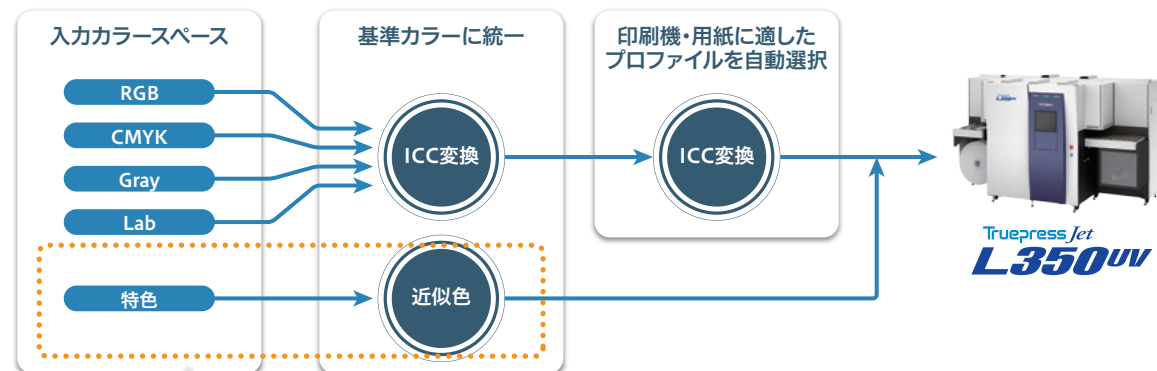 入力カラースペース
RGB
CMYK
Gray
Lab
特色
基準カラーに統一
ICC変換
近似色
印刷機・用紙に適した
プロファイルを自動選択
ICC変換
Truepress Jet
L350UV